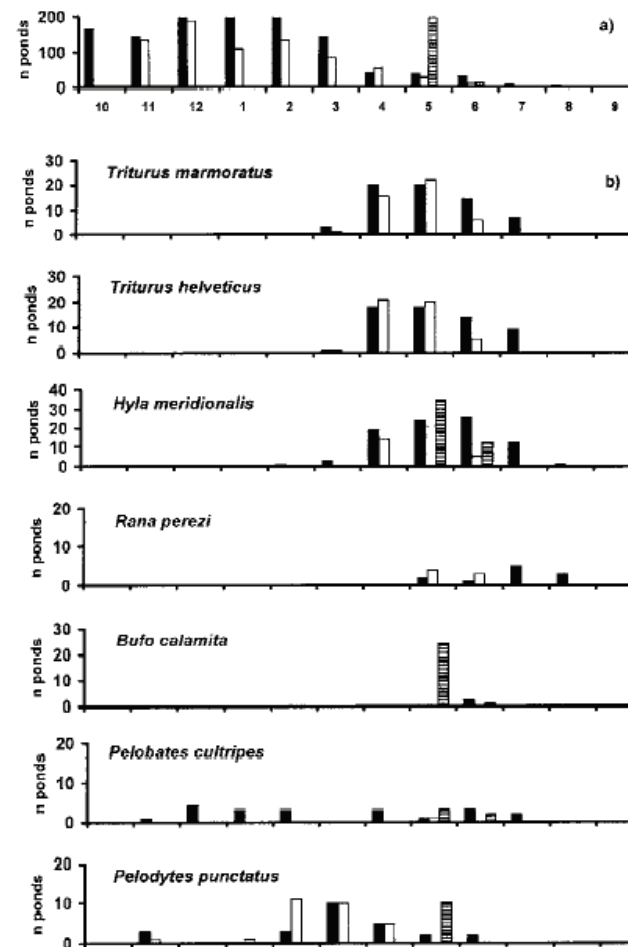 200
a)
100
n ponds
0
10 11 12 1 2 3 4 5 6 7 8 9
30
Triturus marmoratus
b)
20
n ponds
10
0
30
Triturus helveticus
20
n ponds
10
0
40
Hyla meridionalis
30
20
n ponds
10
0
20
Rana perezi
10
n ponds
0
30
Bufo calamita
20
n ponds
10
0
20
Pelobates cultripes
10
n ponds
0
20
Pelodytes punctatus
10
n ponds
0